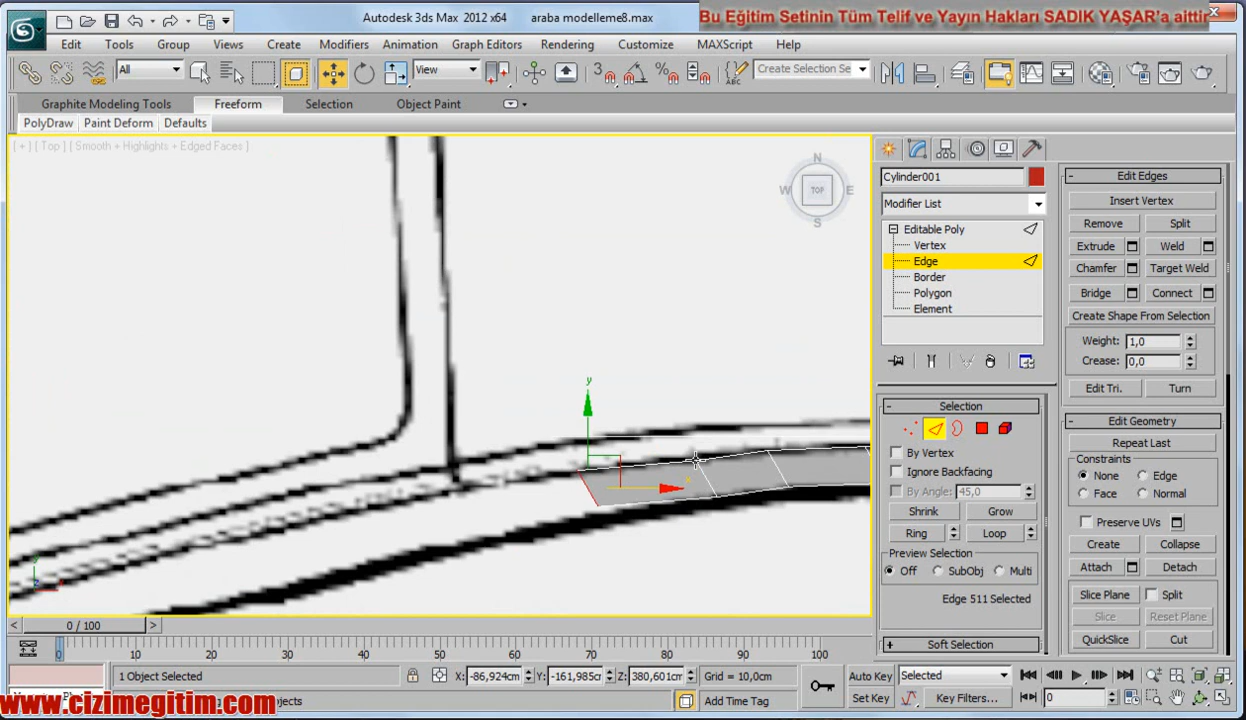 Autodesk 3ds Max 2012 x64 araba modelleme8.max
Bu Eğitim Setinin Tüm Telif ve Yayın Hakları SADIK YAŞAR'a aittir
Edit Tools Group Views Create Modifiers Animation Graph Editors Rendering Customize MAXScript Help
All View 3 Create Selection Se
Graphite Modeling Tools Freeform Selection Object Paint
PolyDraw Paint Deform Defaults
[ + ] [ Top ] [ Smooth + Highlights + Edged Faces ]
N
W TOP E
S
Cylinder001
Modifier List
Editable Poly
Vertex
Edge
Border
Polygon
Element
Selection
By Vertex
Ignore Backfacing
By Angle: 45,0
Shrink Grow
Ring Loop
Preview Selection
Off SubObj Multi
Edge 511 Selected
Soft Selection
Edit Edges
Insert Vertex
Remove Split
Extrude Weld
Chamfer Target Weld
Bridge Connect
Create Shape From Selection
Weight: 1,0
Crease: 0,0
Edit Tri. Turn
Edit Geometry
Repeat Last
Constraints
None Edge
Face Normal
Preserve UVs
Create Collapse
Attach Detach
Slice Plane Split
Slice Reset Plane
QuickSlice Cut
y
0 / 100
0 10 20 30 40 50 60 70 80 90 100
1 Object Selected X: -86,924cm Y: -161,985cr Z: 380,601cm Grid = 10,0cm
Auto Key Selected
Add Time Tag Set Key Key Filters... 0
www.cizimegitim.com